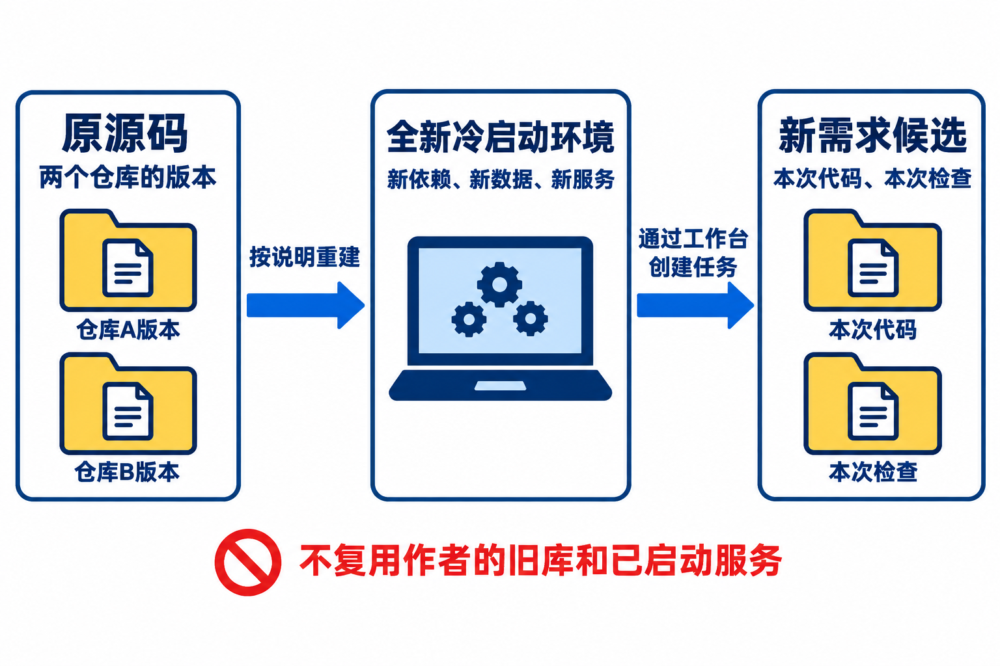 原源码
两个仓库的版本
仓库A版本
仓库B版本
按说明重建
全新冷启动环境
新依赖、新数据、新服务
通过工作台
创建任务
新需求候选
本次代码、本次检查
本次代码
本次检查
不复用作者的旧库和已启动服务